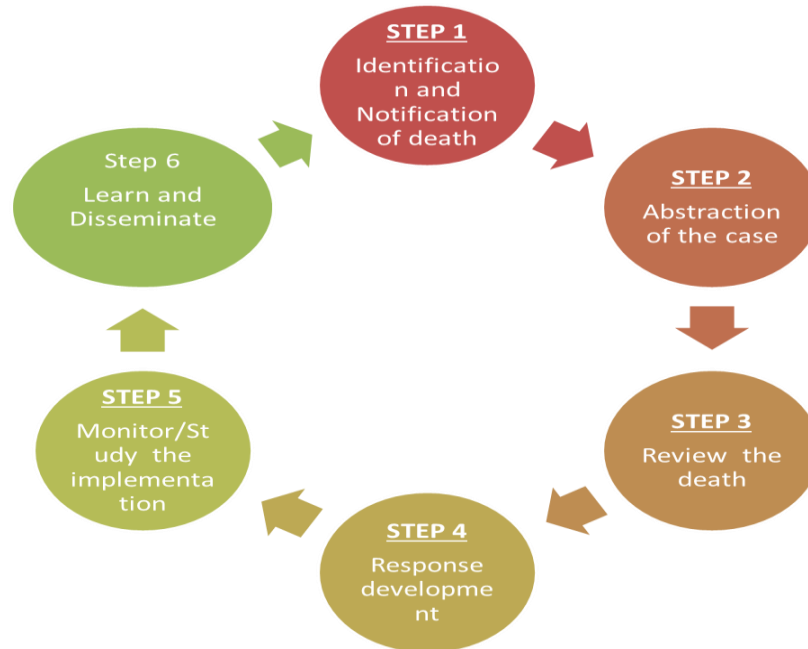 STEP 1
Identificatio
n and
Notification
of death
STEP 2
Abstraction
of the case
STEP 3
Review the
death
STEP 4
Response
developme
nt
STEP 5
Monitor/St
udy the
implementa
tion
Step 6
Learn and
Disseminate